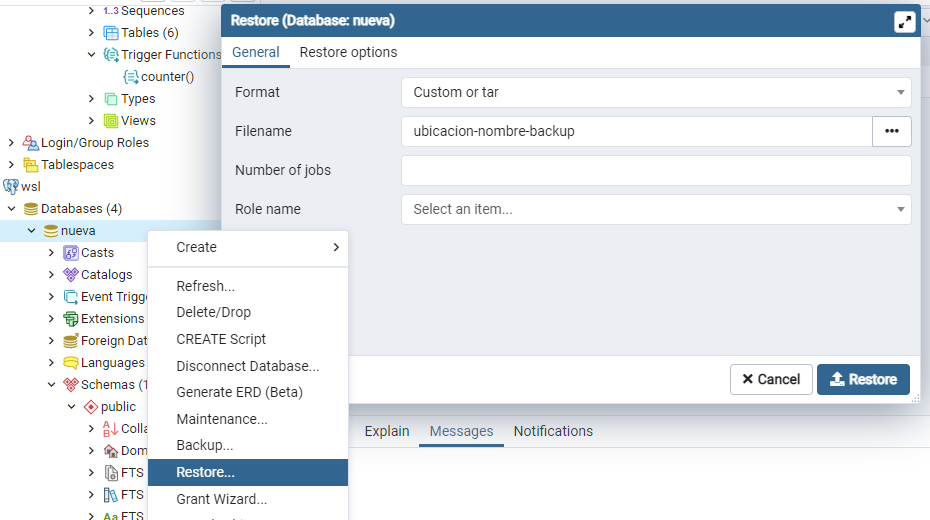 Sequences
Tables (6)
Trigger Functions
counter()
Types
Views
Login/Group Roles
Tablespaces
wsl
Databases (4)
nueva
Casts
Catalogs
Event Trigge
Extensions
Foreign Dat
Languages
Schemas (1
public
Colla
Dom
FTS
FTS
FTS
Create
Refresh...
Delete/Drop
CREATE Script
Disconnect Database...
Generate ERD (Beta)
Maintenance...
Backup...
Restore...
Grant Wizard...
Restore (Database: nueva)
General Restore options
Format Custom or tar
Filename ubicacion-nombre-backup
Number of jobs
Role name Select an item...
Cancel Restore
Explain Messages Notifications